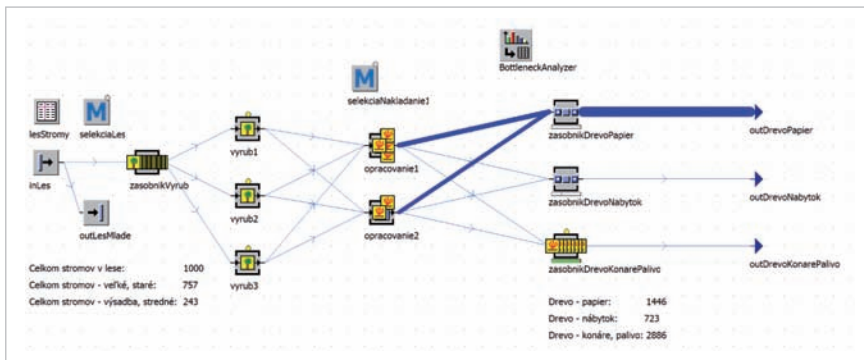 BottleneckAnalyzer
selekciaNakladanie1
lesStromy
selekciaLes
vyrub1
opracovanie1
zasobnikDrevoPapier
outDrevoPapier
inLes
zasobnikVyrub
vyrub2
opracovanie2
zasobnikDrevoNabytok
outDrevoNabytok
outLesMlade
vyrub3
zasobnikDrevoKonarePalivo
outDrevoKonarePalivo
Celkom stromov v lese: 1000
Celkom stromov - veľké, staré: 757
Celkom stromov - výsadba, stredné: 243
Drevo - papier: 1446
Drevo - nábytok: 723
Drevo - konáre, palivo: 2886